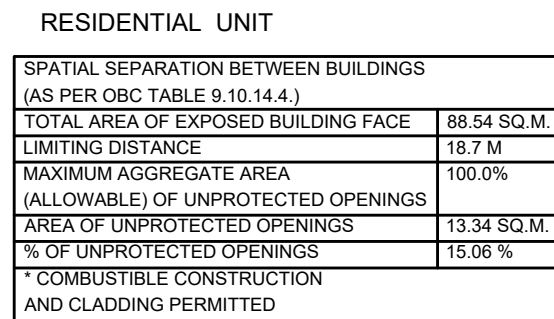 RESIDENTIAL UNIT
SPATIAL SEPARATION BETWEEN BUILDINGS
(AS PER OBC TABLE 9.10.14.4.)
TOTAL AREA OF EXPOSED BUILDING FACE 88.54 SQ.M.
LIMITING DISTANCE 18.7 M
MAXIMUM AGGREGATE AREA 100.0%
(ALLOWABLE) OF UNPROTECTED OPENINGS
AREA OF UNPROTECTED OPENINGS 13.34 SQ.M.
% OF UNPROTECTED OPENINGS 15.06 %
* COMBUSTIBLE CONSTRUCTION
AND CLADDING PERMITTED